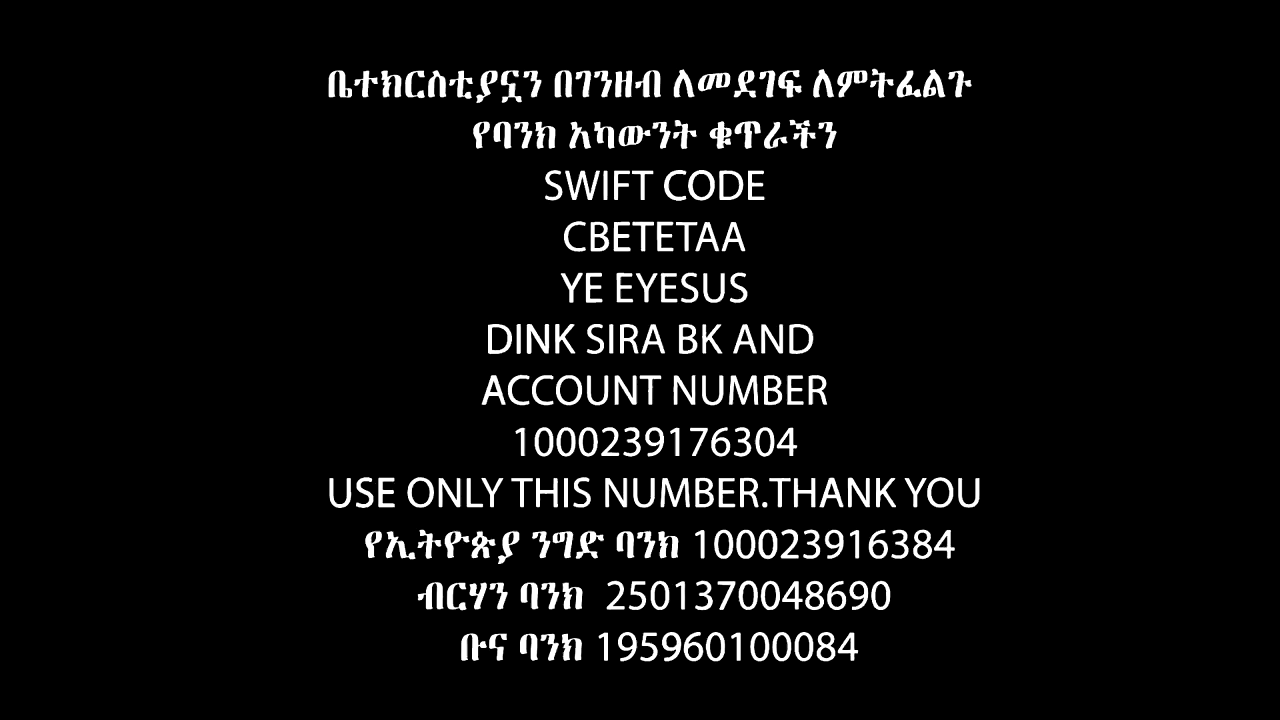 ቤተክርስቲያኗን በገንዘብ ለመደገፍ ለምትፈልጉ
የባንክ አካውንት ቁጥራችን
SWIFT CODE
CBETETAA
YE EYESUS
DINK SIRA BK AND
ACCOUNT NUMBER
1000239176304
USE ONLY THIS NUMBER.THANK YOU
የኢትዮጵያ ንግድ ባንክ 100023916384
ብርሃን ባንክ 2501370048690
ቡና ባንክ 195960100084